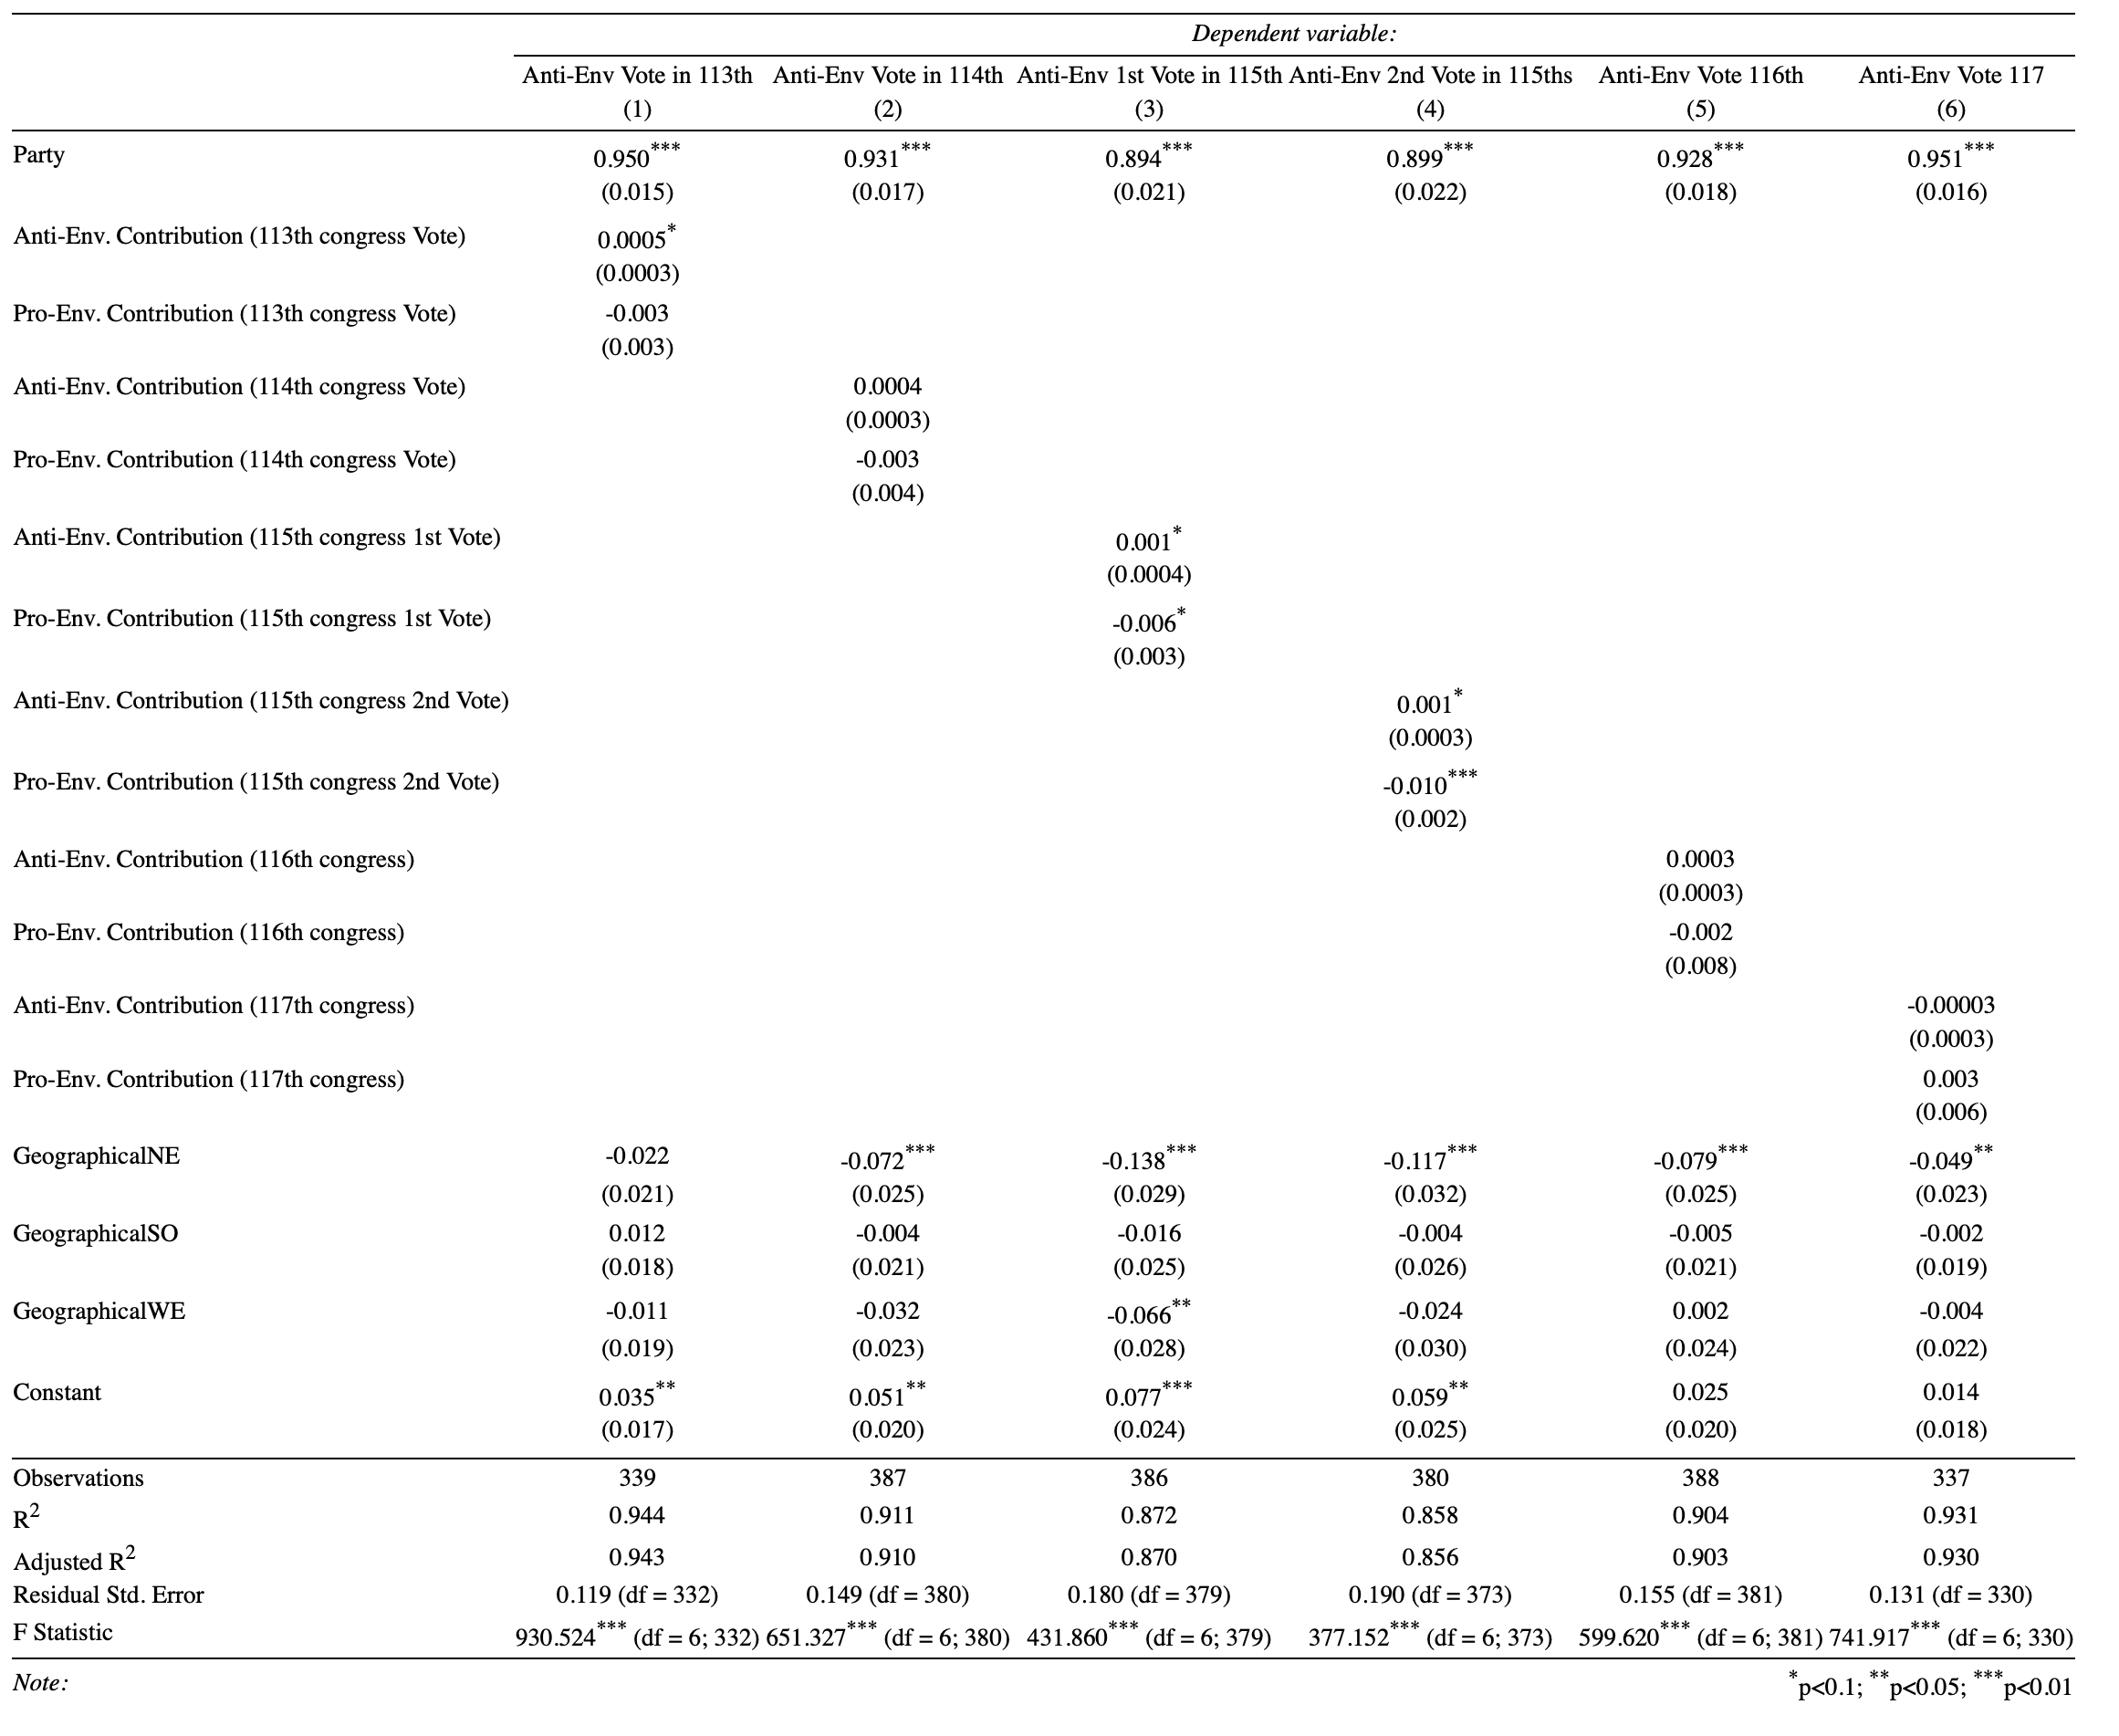 Dependent variable:
Anti-Env Vote in 113th Anti-Env Vote in 114th Anti-Env 1st Vote in 115th Anti-Env 2nd Vote in 115ths Anti-Env Vote 116th Anti-Env Vote 117
(1) (2) (3) (4) (5) (6)
Party 0.950*** 0.931*** 0.894*** 0.899*** 0.928*** 0.951***
(0.015) (0.017) (0.021) (0.022) (0.018) (0.016)
Anti-Env. Contribution (113th congress Vote) 0.0005*
(0.0003)
Pro-Env. Contribution (113th congress Vote) -0.003
(0.003)
Anti-Env. Contribution (114th congress Vote) 0.0004
(0.0003)
Pro-Env. Contribution (114th congress Vote) -0.003
(0.004)
Anti-Env. Contribution (115th congress 1st Vote) 0.001*
(0.0004)
Pro-Env. Contribution (115th congress 1st Vote) -0.006*
(0.003)
Anti-Env. Contribution (115th congress 2nd Vote) 0.001*
(0.0003)
Pro-Env. Contribution (115th congress 2nd Vote) -0.010***
(0.002)
Anti-Env. Contribution (116th congress) 0.0003
(0.0003)
Pro-Env. Contribution (116th congress) -0.002
(0.008)
Anti-Env. Contribution (117th congress) -0.00003
(0.0003)
Pro-Env. Contribution (117th congress) 0.003
(0.006)
GeographicalNE -0.022 -0.072*** -0.138*** -0.117*** -0.079*** -0.049**
(0.021) (0.025) (0.029) (0.032) (0.025) (0.023)
GeographicalSO 0.012 -0.004 -0.016 -0.004 -0.005 -0.002
(0.018) (0.021) (0.025) (0.026) (0.021) (0.019)
GeographicalWE -0.011 -0.032 -0.066** -0.024 0.002 -0.004
(0.019) (0.023) (0.028) (0.030) (0.024) (0.022)
Constant 0.035** 0.051** 0.077*** 0.059** 0.025 0.014
(0.017) (0.020) (0.024) (0.025) (0.020) (0.018)
Observations 339 387 386 380 388 337
R2 0.944 0.911 0.872 0.858 0.904 0.931
Adjusted R2 0.943 0.910 0.870 0.856 0.903 0.930
Residual Std. Error 0.119 (df = 332) 0.149 (df = 380) 0.180 (df = 379) 0.190 (df = 373) 0.155 (df = 381) 0.131 (df = 330)
F Statistic 930.524*** (df = 6; 332) 651.327*** (df = 6; 380) 431.860*** (df = 6; 379) 377.152*** (df = 6; 373) 599.620*** (df = 6; 381) 741.917*** (df = 6; 330)
Note: *p<0.1; **p<0.05; ***p<0.01